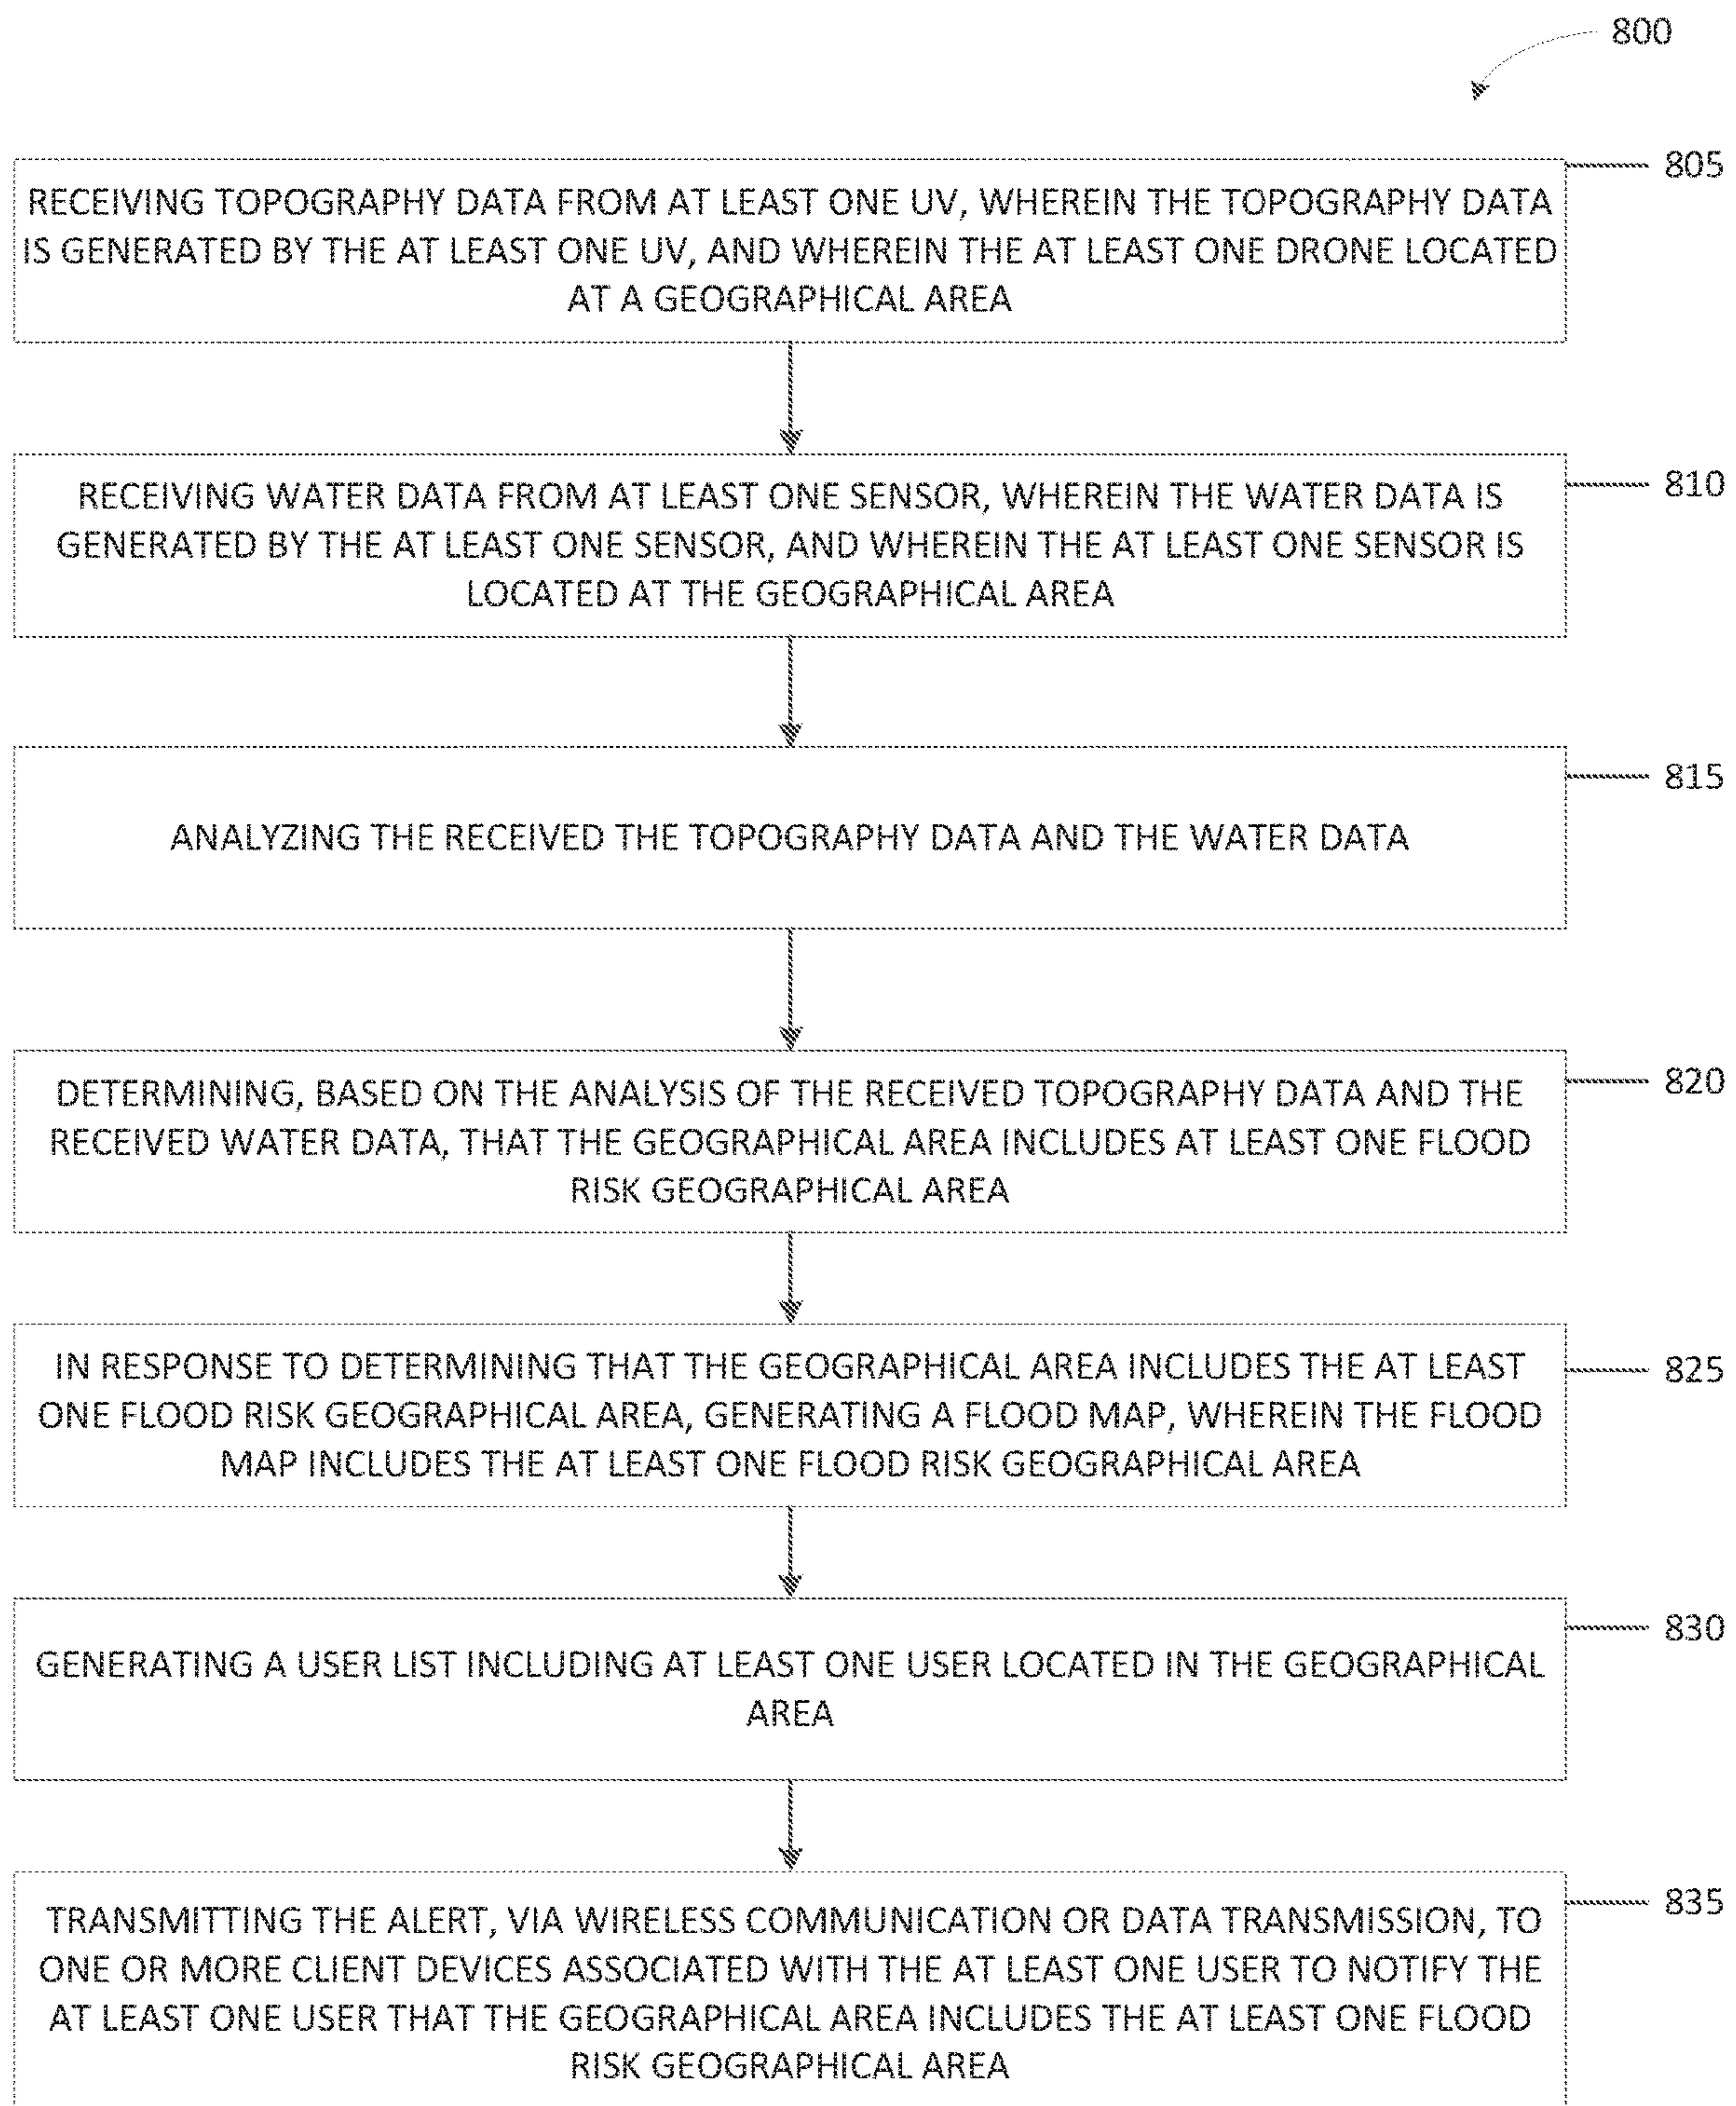 800
805
RECEIVING TOPOGRAPHY DATA FROM AT LEAST ONE UV, WHEREIN THE TOPOGRAPHY DATA
IS GENERATED BY THE AT LEAST ONE UV, AND WHEREIN THE AT LEAST ONE DRONE LOCATED
AT A GEOGRAPHICAL AREA
810
RECEIVING WATER DATA FROM AT LEAST ONE SENSOR, WHEREIN THE WATER DATA IS
GENERATED BY THE AT LEAST ONE SENSOR, AND WHEREIN THE AT LEAST ONE SENSOR IS
LOCATED AT THE GEOGRAPHICAL AREA
815
ANALYZING THE RECEIVED THE TOPOGRAPHY DATA AND THE WATER DATA
820
DETERMINING, BASED ON THE ANALYSIS OF THE RECEIVED TOPOGRAPHY DATA AND THE
RECEIVED WATER DATA, THAT THE GEOGRAPHICAL AREA INCLUDES AT LEAST ONE FLOOD
RISK GEOGRAPHICAL AREA
825
IN RESPONSE TO DETERMINING THAT THE GEOGRAPHICAL AREA INCLUDES THE AT LEAST
ONE FLOOD RISK GEOGRAPHICAL AREA, GENERATING A FLOOD MAP, WHEREIN THE FLOOD
MAP INCLUDES THE AT LEAST ONE FLOOD RISK GEOGRAPHICAL AREA
830
GENERATING A USER LIST INCLUDING AT LEAST ONE USER LOCATED IN THE GEOGRAPHICAL
AREA
835
TRANSMITTING THE ALERT, VIA WIRELESS COMMUNICATION OR DATA TRANSMISSION, TO
ONE OR MORE CLIENT DEVICES ASSOCIATED WITH THE AT LEAST ONE USER TO NOTIFY THE
AT LEAST ONE USER THAT THE GEOGRAPHICAL AREA INCLUDES THE AT LEAST ONE FLOOD
RISK GEOGRAPHICAL AREA